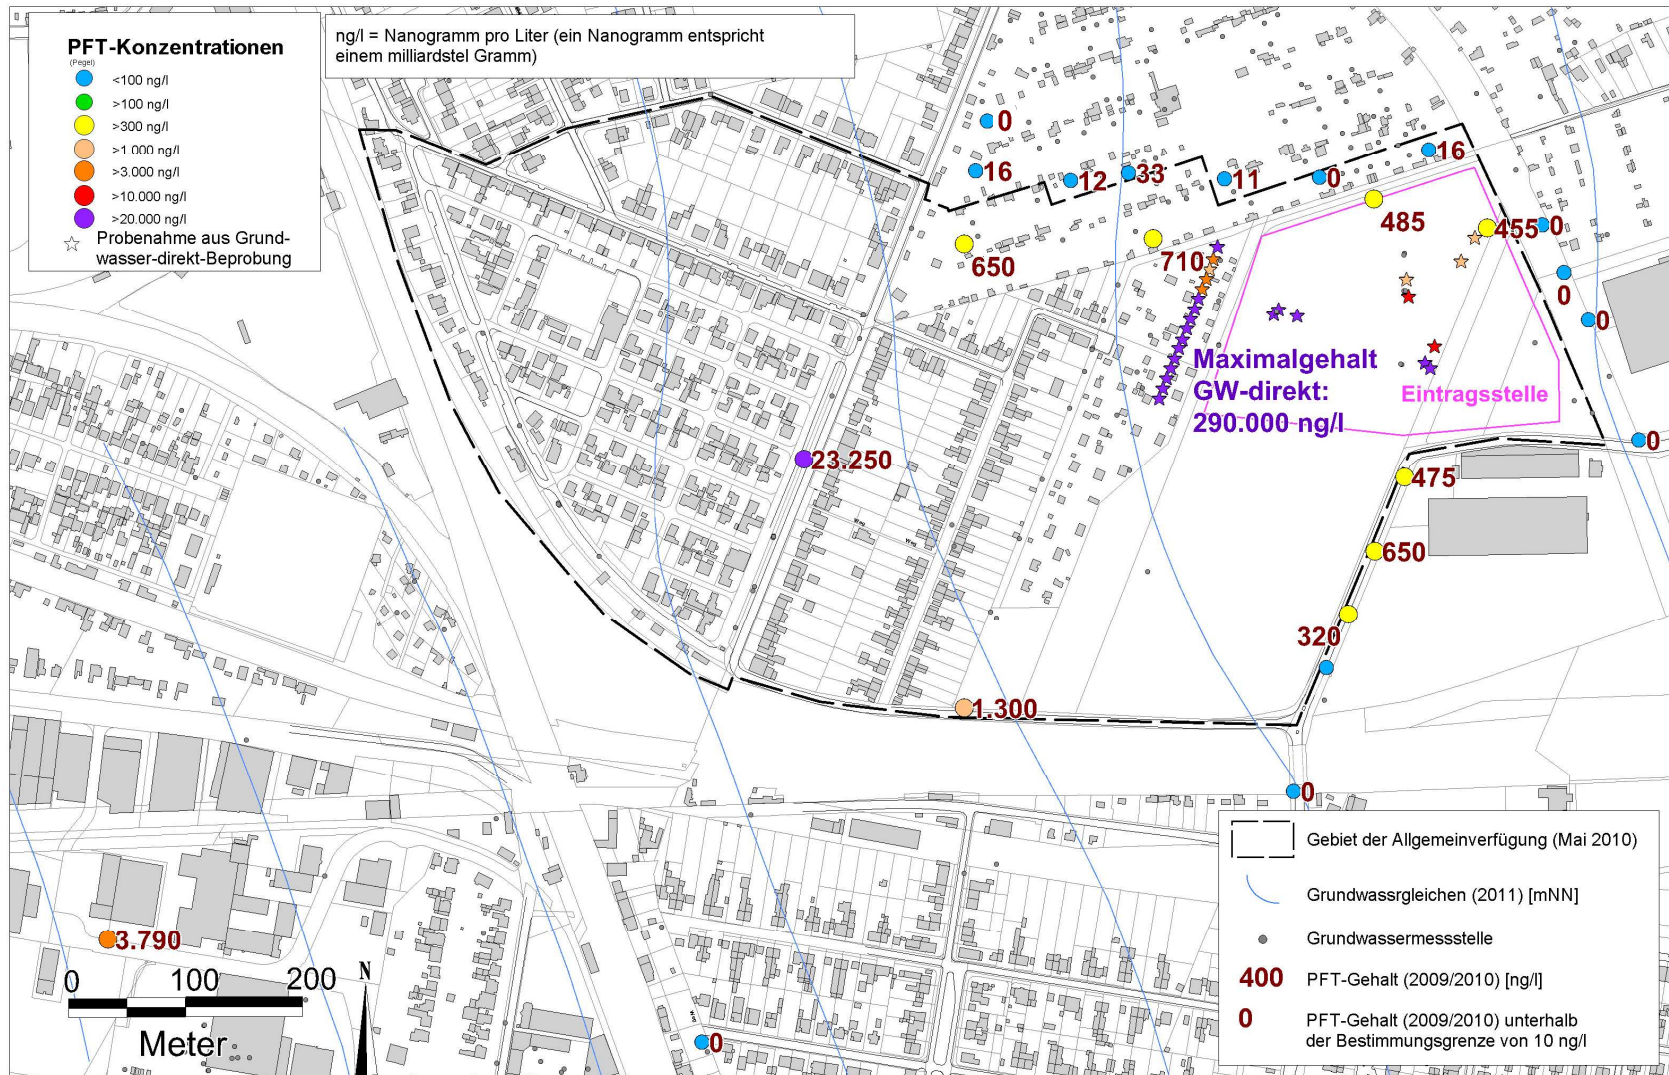 PFT-Konzentrationen
(Pegel)
<100 ng/l
>100 ng/l
>300 ng/l
>1.000 ng/l
>3.000 ng/l
>10.000 ng/l
>20.000 ng/l
Probenahme aus Grund-
wasser-direkt-Beprobung
ng/l = Nanogramm pro Liter (ein Nanogramm entspricht
einem milliardstel Gramm)
0
16
12
33
11
0
16
485
455
0
650
710
0
0
Maximalgehalt
GW-direkt:
290.000 ng/l
Eintragsstelle
0
23.250
475
Weg
Weg
650
320
1.300
0
3.790
0 100 200
Meter
N
Weg
0
Gebiet der Allgemeinverfügung (Mai 2010)
Grundwassrgleichen (2011) [mNN]
Grundwassermessstelle
400 PFT-Gehalt (2009/2010) [ng/l]
0 PFT-Gehalt (2009/2010) unterhalb
der Bestimmungsgrenze von 10 ng/l